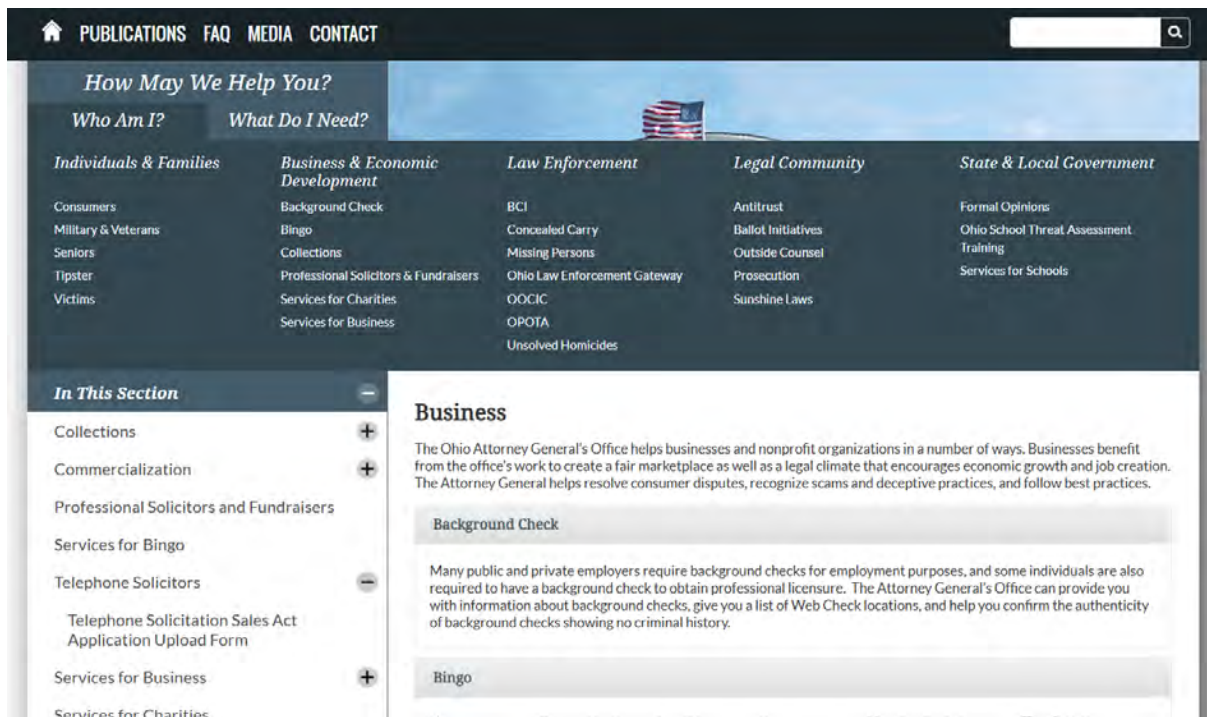 PUBLICATIONS FAQ MEDIA CONTACT
How May We Help You?
Who Am I? What Do I Need?
Individuals & Families
Consumers
Military & Veterans
Seniors
Tipster
Victims
Business & Economic
Development
Background Check
Bingo
Collections
Professional Solicitors & Fundraisers
Services for Charities
Services for Business
Law Enforcement
BCI
Concealed Carry
Missing Persons
Ohio Law Enforcement Gateway
OOCIC
OPOTA
Unsolved Homicides
Legal Community
Antitrust
Ballot Initiatives
Outside Counsel
Prosecution
Sunshine Laws
State & Local Government
Formal Opinions
Ohio School Threat Assessment
Training
Services for Schools
In This Section
Collections
Commercialization
Professional Solicitors and Fundraisers
Services for Bingo
Telephone Solicitors
Telephone Solicitation Sales Act
Application Upload Form
Services for Business
Services for Charities
Business
The Ohio Attorney General's Office helps businesses and nonprofit organizations in a number of ways. Businesses benefit
from the office's work to create a fair marketplace as well as a legal climate that encourages economic growth and job creation.
The Attorney General helps resolve consumer disputes, recognize scams and deceptive practices, and follow best practices.
Background Check
Many public and private employers require background checks for employment purposes, and some individuals are also
required to have a background check to obtain professional licensure. The Attorney General's Office can provide you
with information about background checks, give you a list of Web Check locations, and help you confirm the authenticity
of background checks showing no criminal history.
Bingo